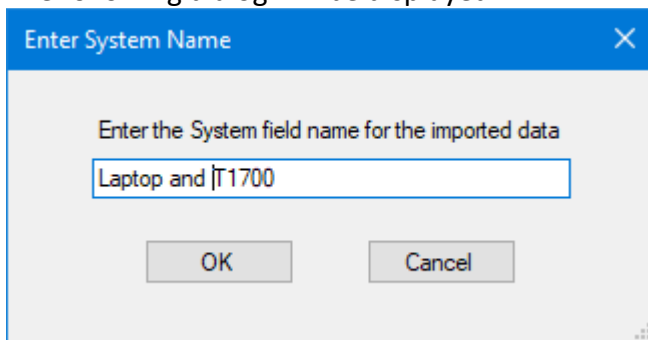 Enter System Name
Enter the System field name for the imported data
Laptop and T1700
OK
Cancel